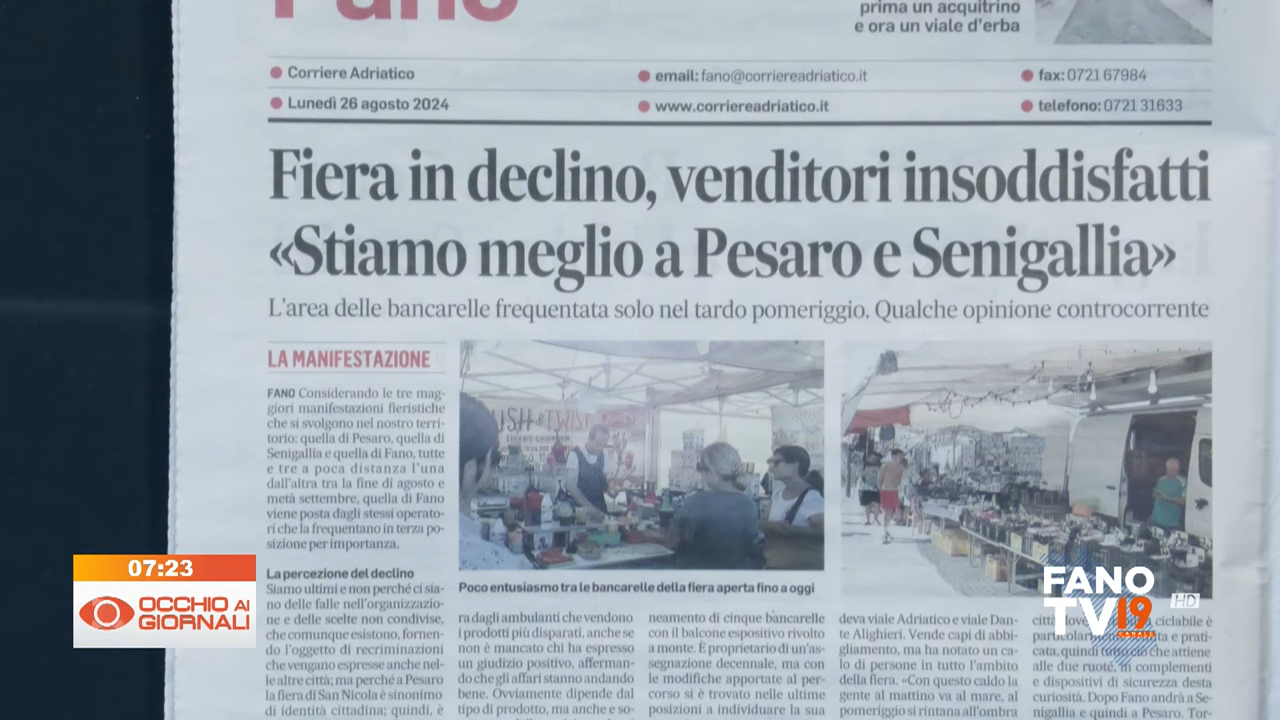 Fano
prima un acquitrino
e ora un viale d'erba
Corriere Adriatico
email: fano@corriereadriatico.it
fax: 0721 67984
Lunedì 26 agosto 2024
www.corriereadriatico.it
telefono: 0721 31633
Fiera in declino, venditori insoddisfatti
«Stiamo meglio a Pesaro e Senigallia»
L'area delle bancarelle frequentata solo nel tardo pomeriggio. Qualche opinione controcorrente
LA MANIFESTAZIONE
FANO Considerando le tre mag-
giori manifestazioni fieristiche
che si svolgono nel nostro terri-
torio: quella di Pesaro, quella di
Senigallia e quella di Fano, tutte
e tre a poca distanza l'una
dall'altra tra la fine di agosto e
metà settembre, quella di Fano
viene posta dagli stessi operato-
ri che la frequentano in terza po-
sizione per importanza.
La percezione del declino
Siamo ultimi e non perché ci sia-
no delle falle nell'organizzazio-
ne e delle scelte non condivise,
che comunque esistono, fornen-
do l'oggetto di recriminazioni
che vengano espresse anche nel-
le altre città; ma perché a Pesaro
la fiera di San Nicola è sinonimo
di identità cittadina; quindi, è
Poco entusiasmo tra le bancarelle della fiera aperta fino a oggi
ra dagli ambulanti che vendono
i prodotti più disparati, anche se
non è mancato chi ha espresso
un giudizio positivo, afferman-
do che gli affari stanno andando
bene. Ovviamente dipende dal
tipo di prodotto, ma anche e so-
neamento di cinque bancarelle
con il balcone espositivo rivolto
a monte. È proprietario di un'as-
segnazione decennale, ma con
le modifiche apportate al per-
corso si è trovato nelle ultime
posizioni a individuare la sua
deva viale Adriatico e viale Dan-
te Alighieri. Vende capi di abbi-
gliamento, ma ha notato un ca-
lo di persone in tutto l'ambito
della fiera. «Con questo caldo la
gente al mattino va al mare, al
pomeriggio si rintana all'ombra
ciclabile è
e prati-
cata, quindi che attiene
alle due ruote, in complementi
e dispositivi di sicurezza desta
curiosità. Dopo Fano andrà a Se-
nigallia e quindi a Pesaro. Tor-
07:23
OCCHIO AI
GIORNALI
FANO
TV 19
CANALE
HD